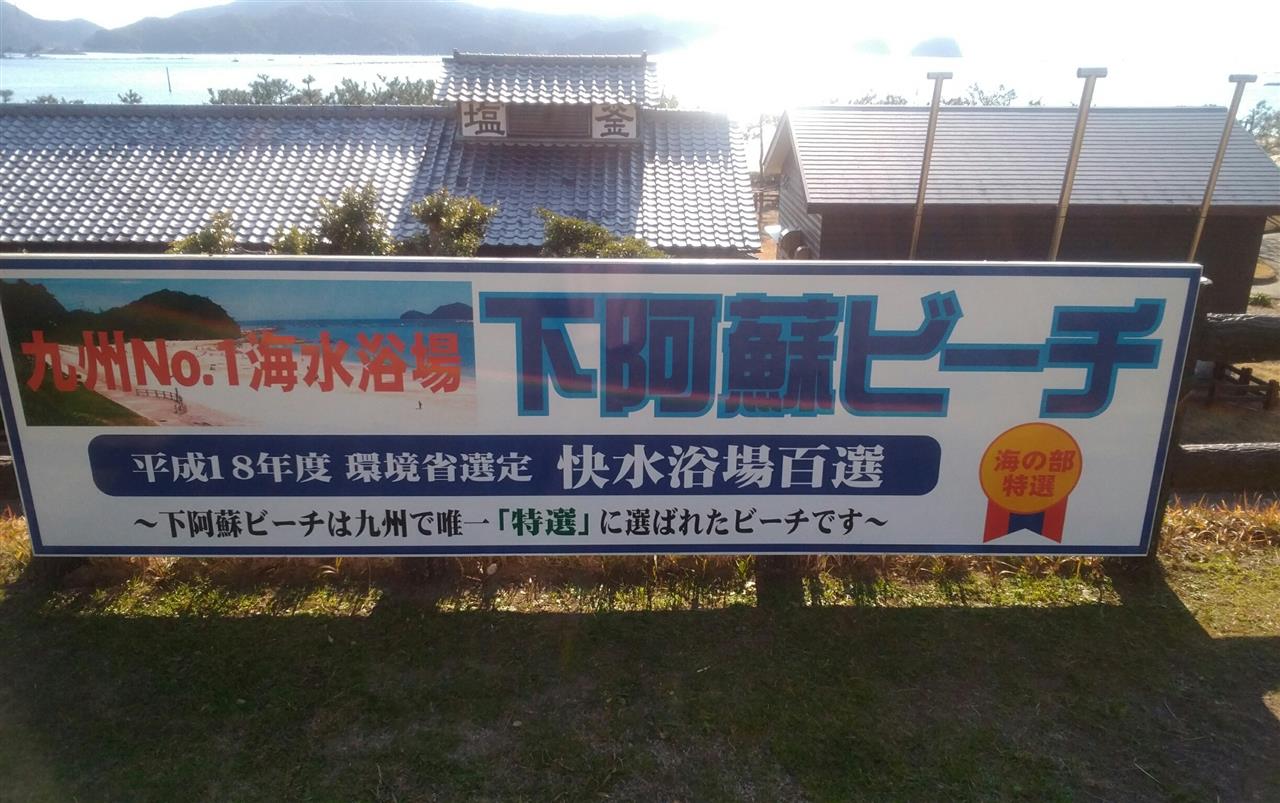 塩 釜
九州No.1海水浴場
下阿蘇ビーチ
平成18年度 環境省選定 快水浴場百選
海の部
特選
～下阿蘇ビーチは九州で唯一「特選」に選ばれたビーチです～